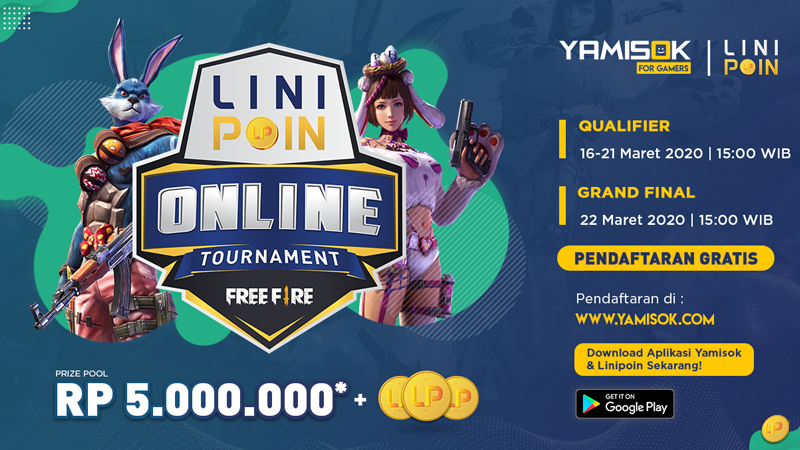 YAMISOK
FOR GAMERS
LINI
POIN
LINI
POIN
LP
ONLINE
TOURNAMENT
FREE FIRE
QUALIFIER
16-21 Maret 2020 | 15:00 WIB
GRAND FINAL
22 Maret 2020 | 15:00 WIB
PENDAFTARAN GRATIS
Pendaftaran di :
WWW.YAMISOK.COM
Download Aplikasi Yamisok
& Linipoin Sekarang!
GET IT ON
Google Play
PRIZE POOL
RP 5.000.000* +
LP
LP